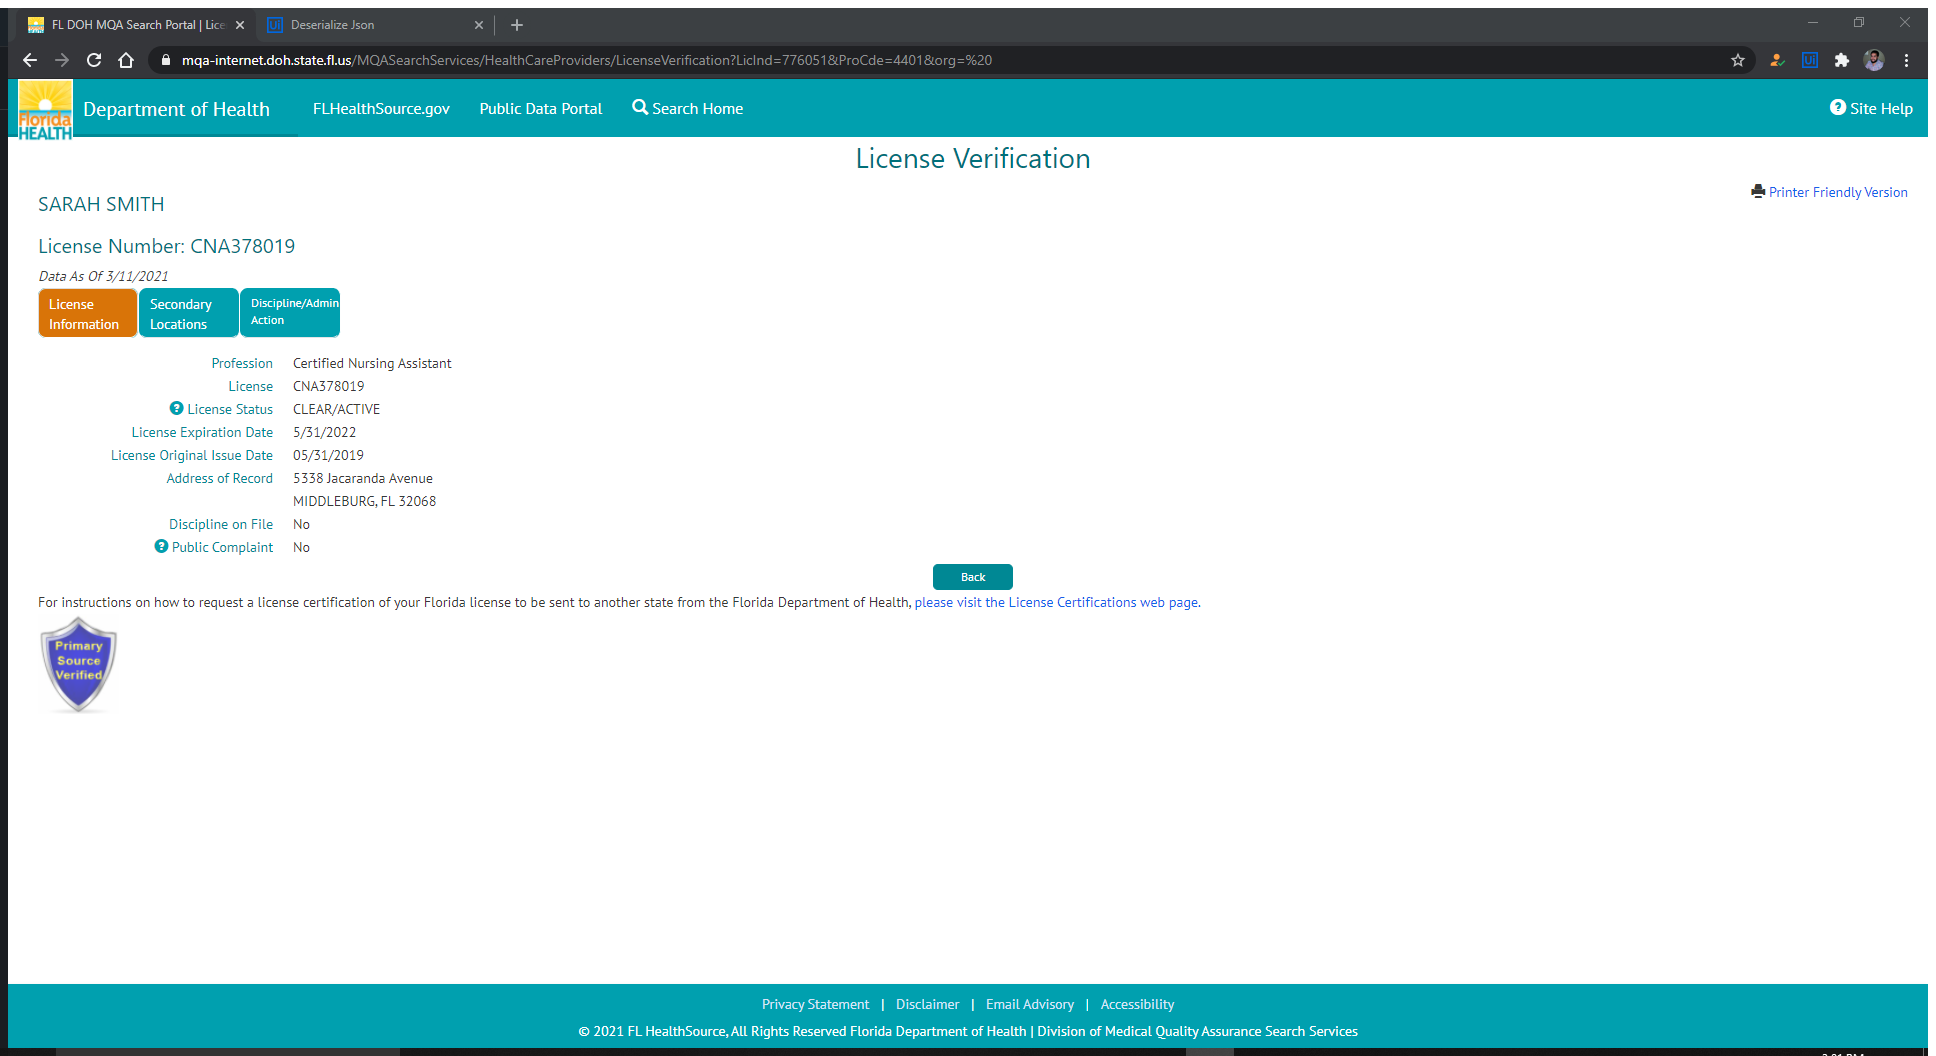 FL DOH MQA Search Portal | Lice
Ui Deserialize Json
mqa-internet.doh.state.fl.us/MQASearchServices/HealthCareProviders/LicenseVerification?LicInd=776051&ProCde=4401&org=%20
Ui
Florida
HEALTH
Department of Health
FLHealthSource.gov
Public Data Portal
Search Home
Site Help
License Verification
Printer Friendly Version
SARAH SMITH
License Number: CNA378019
Data As Of 3/11/2021
License
Information
Secondary
Locations
Discipline/Admin
Action
Profession Certified Nursing Assistant
License CNA378019
License Status CLEAR/ACTIVE
License Expiration Date 5/31/2022
License Original Issue Date 05/31/2019
Address of Record 5338 Jacaranda Avenue
MIDDLEBURG, FL 32068
Discipline on File No
Public Complaint No
Back
For instructions on how to request a license certification of your Florida license to be sent to another state from the Florida Department of Health, please visit the License Certifications web page.
Primary
Source
Verified
Privacy Statement | Disclaimer | Email Advisory | Accessibility
© 2021 FL HealthSource, All Rights Reserved Florida Department of Health | Division of Medical Quality Assurance Search Services